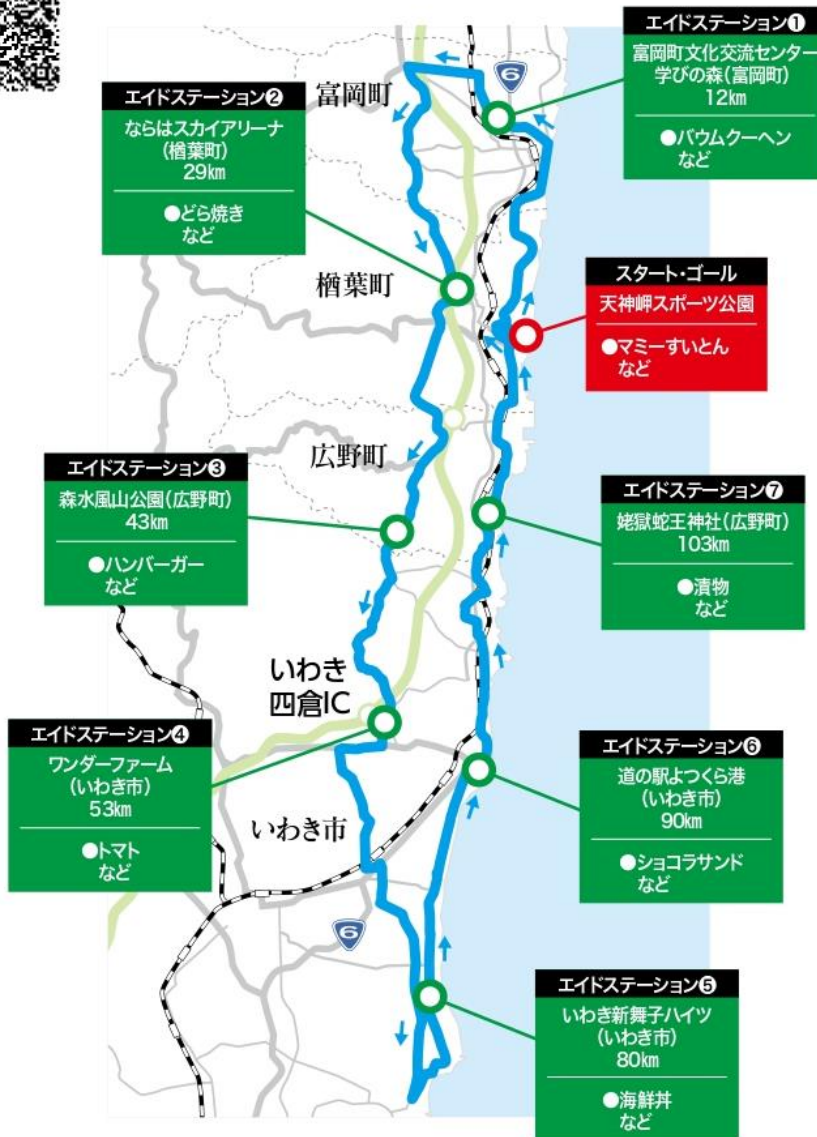 エイドステーション❶
富岡町文化交流センター
学びの森(富岡町)
12km
●バウムクーヘン
など
6
富岡町
エイドステーション❷
ならはスカイアリーナ
(楢葉町)
29km
●どら焼き
など
楢葉町
スタート・ゴール
天神岬スポーツ公園
●マミーすいとん
など
広野町
エイドステーション❸
森水風山公園(広野町)
43km
●ハンバーガー
など
エイドステーション❼
姥獄蛇王神社(広野町)
103km
●漬物
など
いわき
四倉IC
エイドステーション❹
ワンダーファーム
(いわき市)
53km
●トマト
など
エイドステーション❻
道の駅よつくら港
(いわき市)
90km
●ショコラサンド
など
いわき市
6
エイドステーション❺
いわき新舞子ハイツ
(いわき市)
80km
●海鮮丼
など